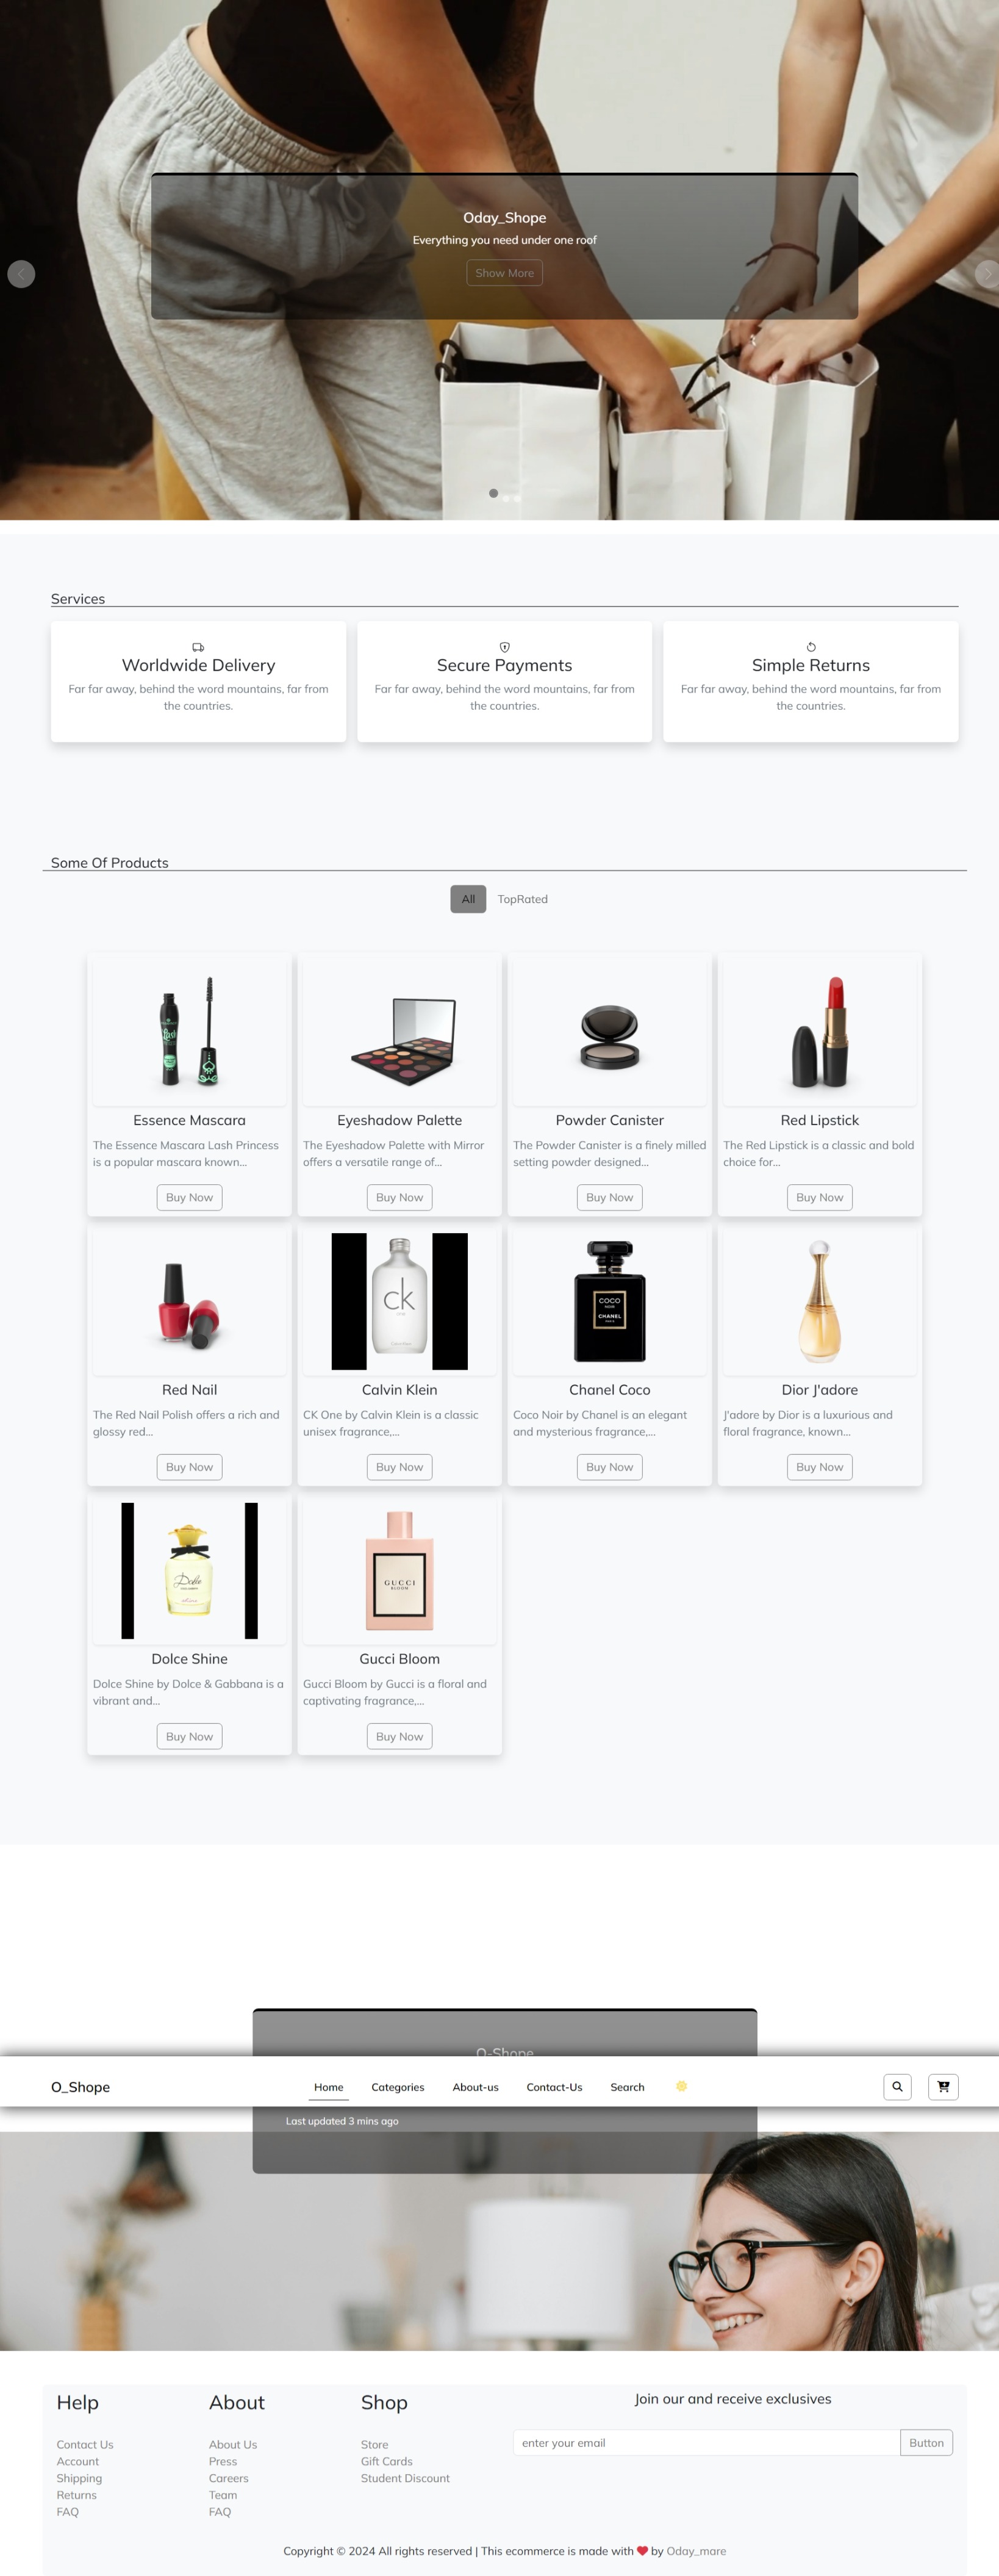 Oday_Shope
Everything you need under one roof
Show More
Services
Worldwide Delivery
Far far away, behind the word mountains, far from
the countries.
Secure Payments
Far far away, behind the word mountains, far from
the countries.
Simple Returns
Far far away, behind the word mountains, far from
the countries.
Some Of Products
All
TopRated
Essence Mascara
The Essence Mascara Lash Princess
is a popular mascara known...
Buy Now
Eyeshadow Palette
The Eyeshadow Palette with Mirror
offers a versatile range of...
Buy Now
Powder Canister
The Powder Canister is a finely milled
setting powder designed...
Buy Now
Red Lipstick
The Red Lipstick is a classic and bold
choice for...
Buy Now
Red Nail
The Red Nail Polish offers a rich and
glossy red...
Buy Now
ck
one
Calvin Klein
Calvin Klein
CK One by Calvin Klein is a classic
unisex fragrance,...
Buy Now
COCO
NOIR
CHANEL
PARIS
Chanel Coco
Coco Noir by Chanel is an elegant
and mysterious fragrance,...
Buy Now
Dior J'adore
J'adore by Dior is a luxurious and
floral fragrance, known...
Buy Now
Dolce
Dolce Shine
Dolce Shine by Dolce & Gabbana is a
vibrant and...
Buy Now
GUCCI
BLOOM
Gucci Bloom
Gucci Bloom by Gucci is a floral and
captivating fragrance,...
Buy Now
O-Shope
O_Shope
Home
Categories
About-us
Contact-Us
Search
Last updated 3 mins ago
Help
Contact Us
Account
Shipping
Returns
FAQ
About
About Us
Press
Careers
Team
FAQ
Shop
Store
Gift Cards
Student Discount
Join our and receive exclusives
enter your email
Button
Copyright © 2024 All rights reserved | This ecommerce is made with ❤ by Oday_mare